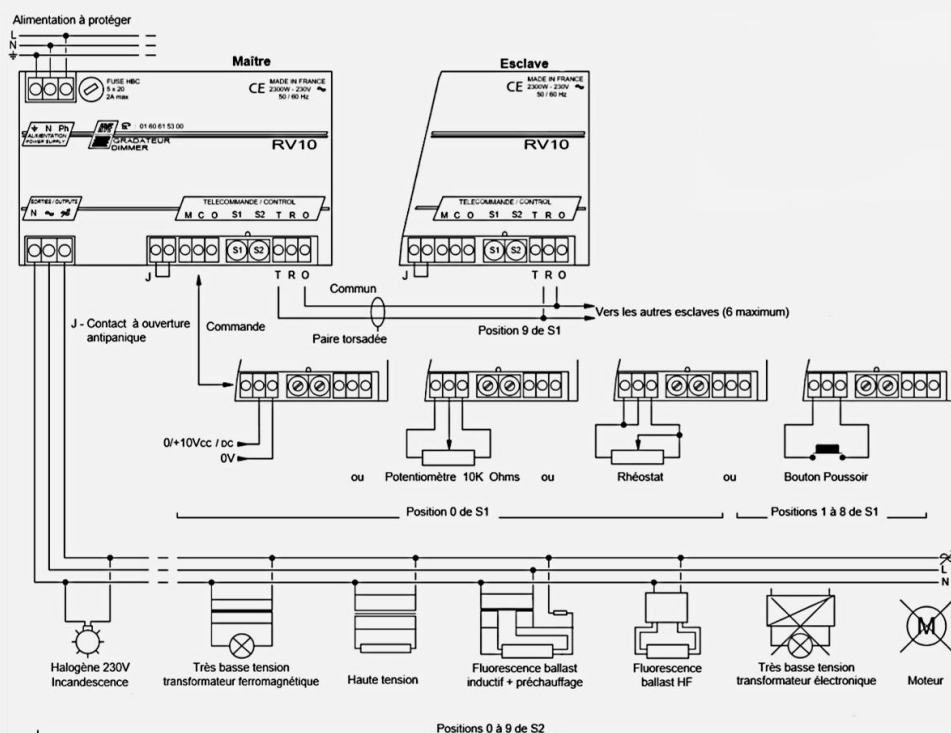 Alimentation à protéger
L
N
Maître
Esclave
FUSE HBC
5 x 20
2A max
CE
MADE IN FRANCE
2300W - 230V
50 / 60 Hz
CE
MADE IN FRANCE
2300W - 230V
50 / 60 Hz
N Ph
ALIMENTATION
POWER SUPPLY
01 60 61 53 00
GRADATEUR
DIMMER
RV10
RV10
SORTIES / OUTPUTS
N
TELECOMMANDE / CONTROL
M C O S1 S2 T R O
TELECOMMANDE / CONTROL
M C O S1 S2 T R O
S1 S2
S1 S2
J
T R O
J
T R O
Commun
J - Contact à ouverture
antipanique
Commande
Paire torsadée
Position 9 de S1
Vers les autres esclaves (6 maximum)
0/+10Vcc / DC
0V
ou
Potentiomètre 10K Ohms
ou
Rhéostat
ou
Bouton Poussoir
Position 0 de S1
Positions 1 à 8 de S1
L
N
M
Halogène 230V
Incandescence
Très basse tension
transformateur ferromagnétique
Haute tension
Fluorescence ballast
inductif + préchauffage
Fluorescence
ballast HF
Très basse tension
transformateur électronique
Moteur
Positions 0 à 9 de S2